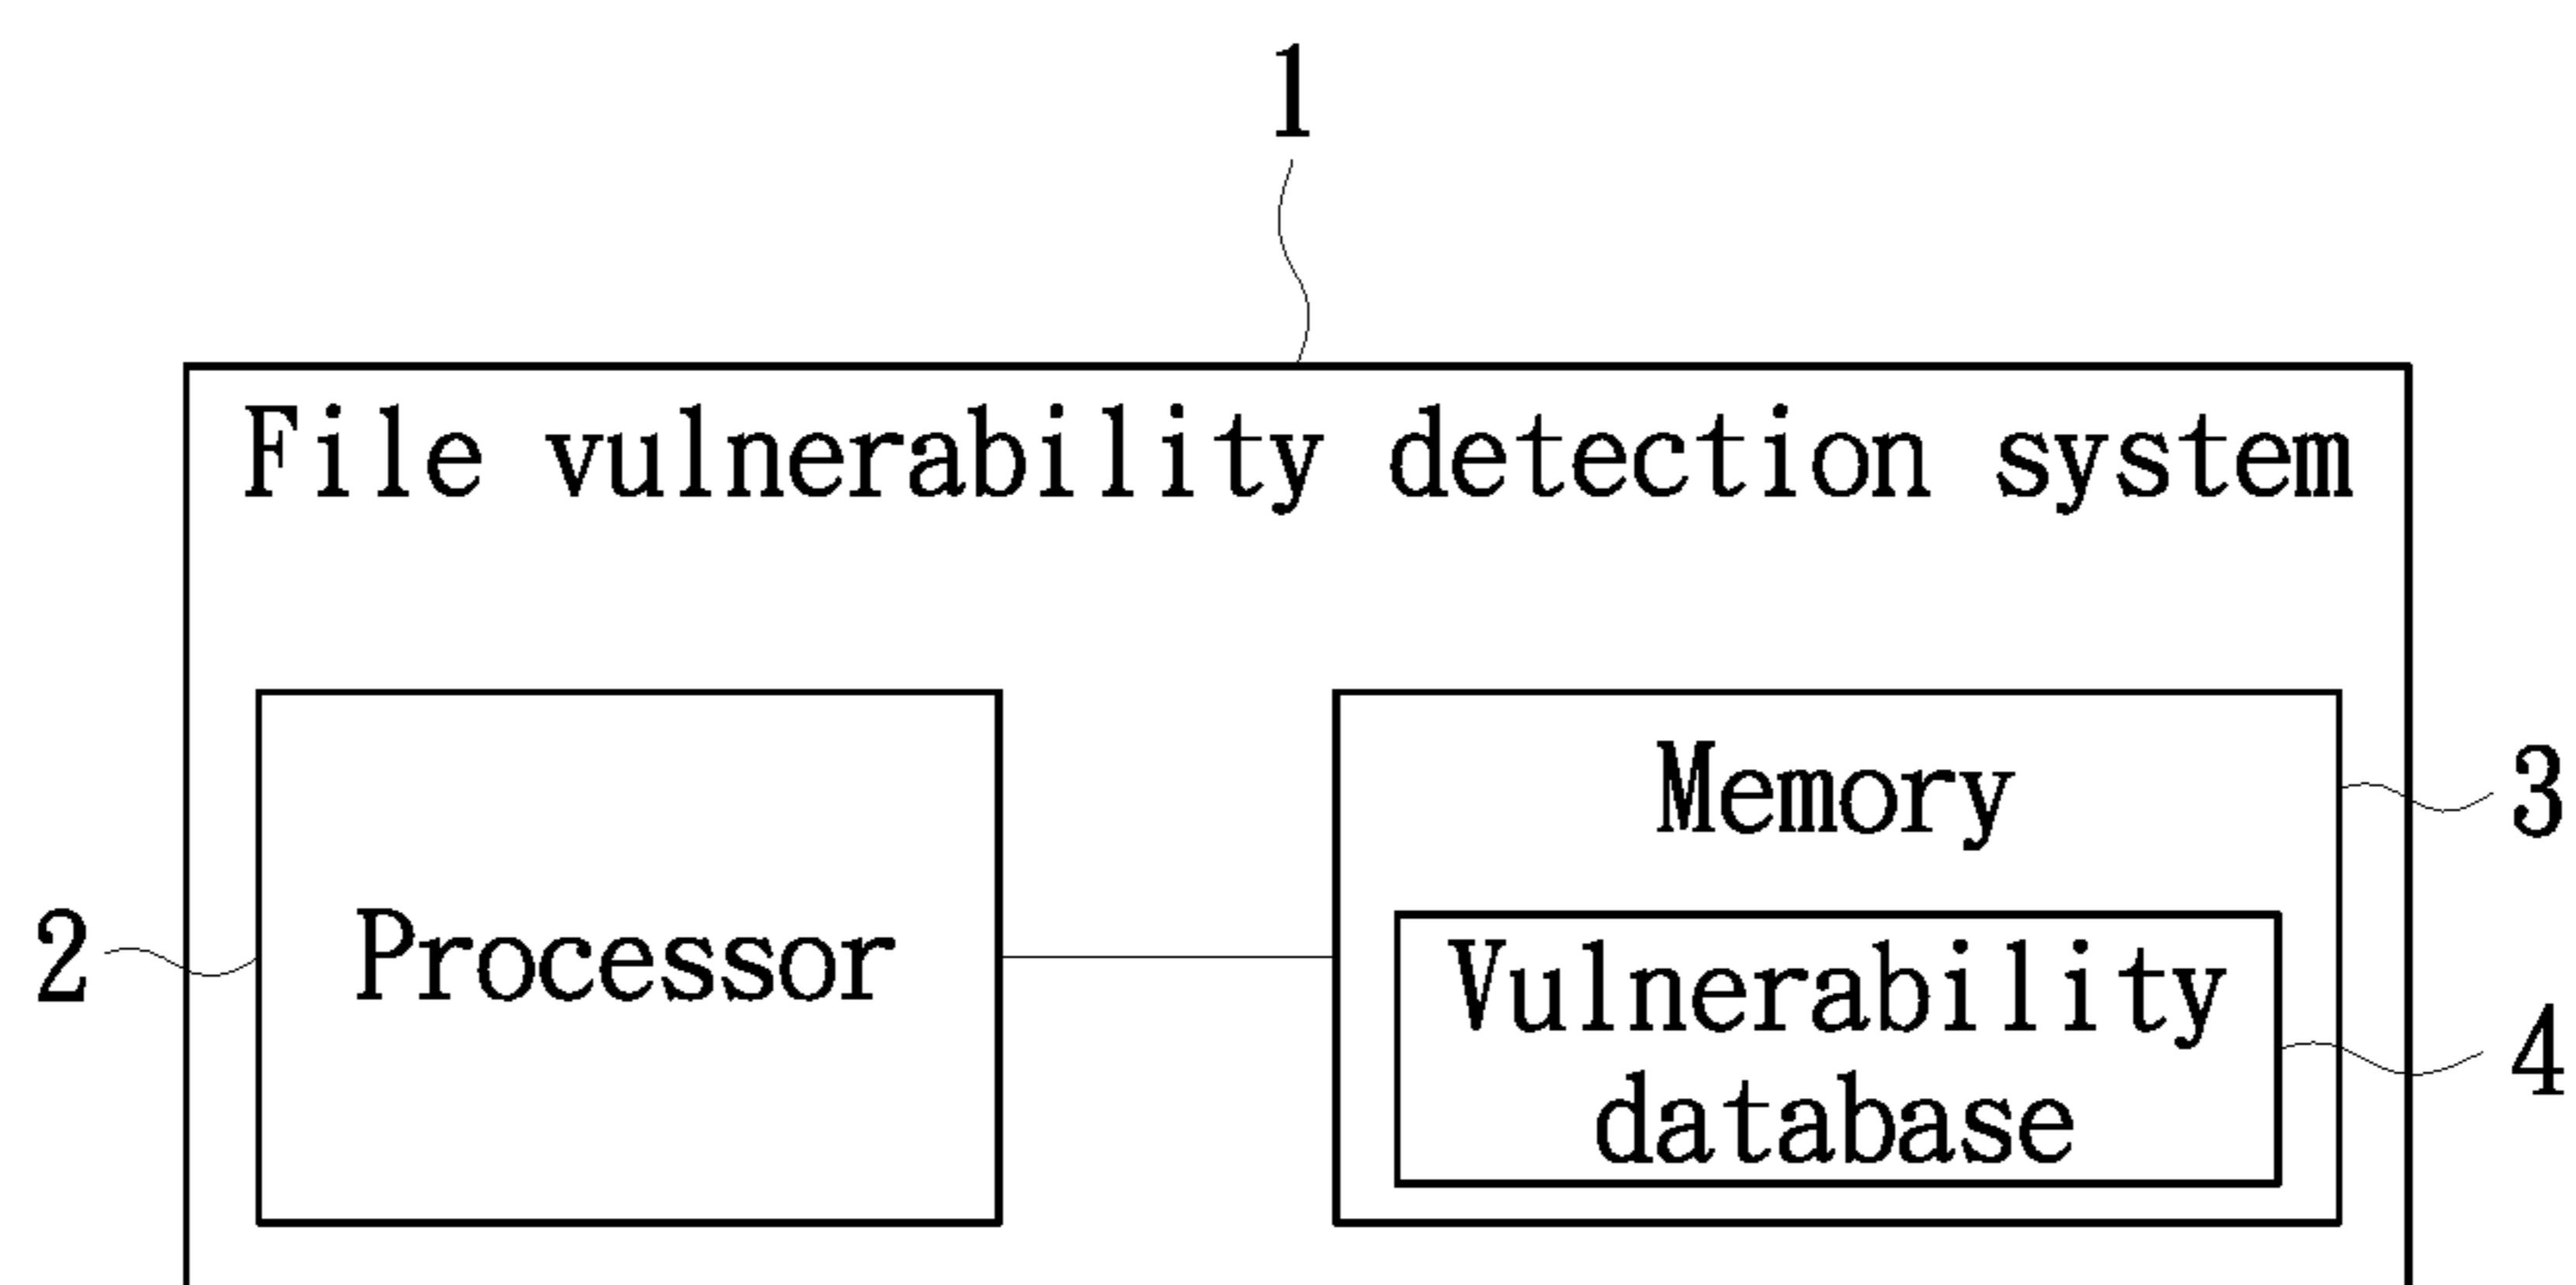 1
File vulnerability detection system
Memory
3
2
Processor
Vulnerability
database
4